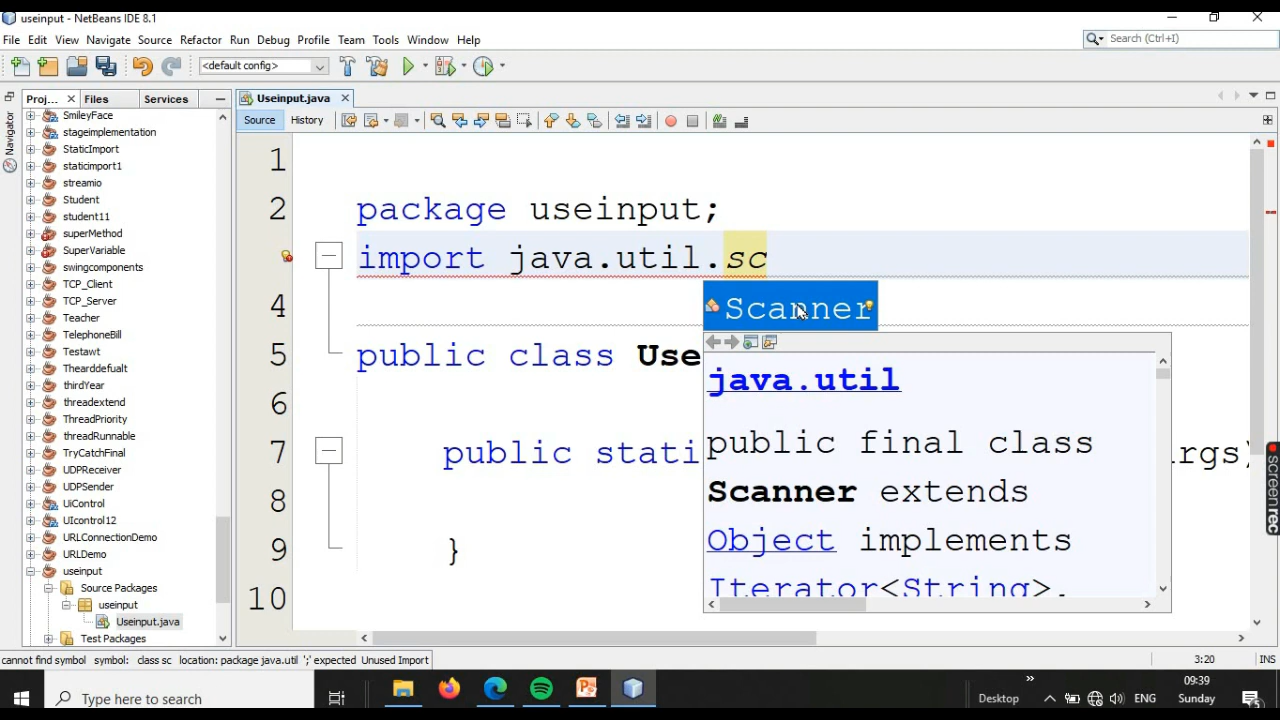 useinput - NetBeans IDE 8.1
File Edit View Navigate Source Refactor Run Debug Profile Team Tools Window Help
Search (Ctrl+I)
<default config>
Proj... Files Services
Useinput.java
Source History
Navigator
SmileyFace
stageimplementation
StaticImport
staticimport1
streamio
Student
student11
superMethod
SuperVariable
swingcomponents
TCP_Client
TCP_Server
Teacher
TelephoneBill
Testawt
Thearddefualt
thirdYear
threadextend
ThreadPriority
threadRunnable
TryCatchFinal
UDPReceiver
UDPSender
UiControl
UIcontrol12
URLConnectionDemo
URLDemo
useinput
Source Packages
useinput
Useinput.java
Test Packages
1
2 package useinput;
import java.util.sc
4
5 public class Use
6
7 public stati rgs)
8
9 }
10
Scanner
java.util
public final class
Scanner extends
Object implements
Iterator<String>,
screenrec
cannot find symbol symbol: class sc location: package java.util ';' expected Unused Import
3:20 INS
Type here to search
Desktop
»
ENG
09:39
Sunday
5